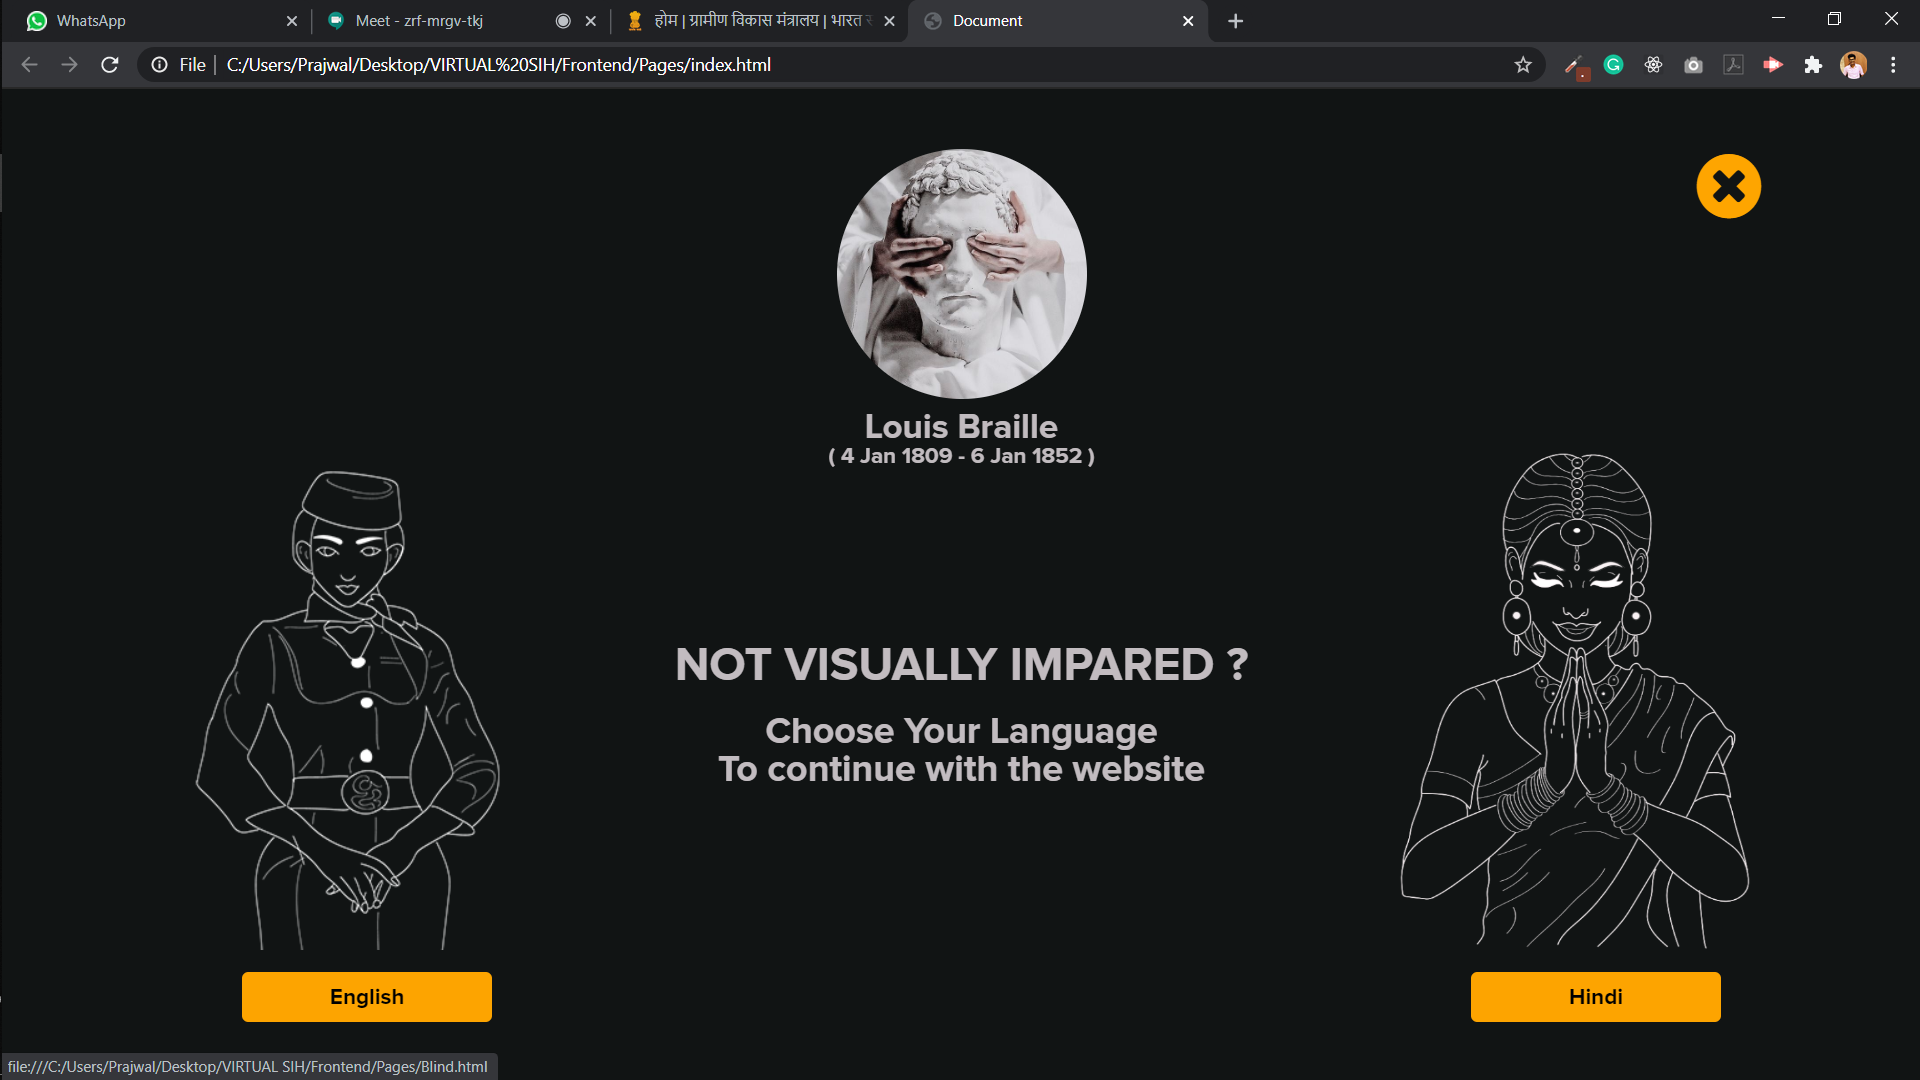 WhatsApp
Meet - zrf-mrgv-tkj
होम | ग्रामीण विकास मंत्रालय | भारत स
Document
File
C:/Users/Prajwal/Desktop/VIRTUAL%20SIH/Frontend/Pages/index.html
Louis Braille
( 4 Jan 1809 - 6 Jan 1852 )
NOT VISUALLY IMPARED ?
Choose Your Language
To continue with the website
English
Hindi
file:///C:/Users/Prajwal/Desktop/VIRTUAL SIH/Frontend/Pages/Blind.html